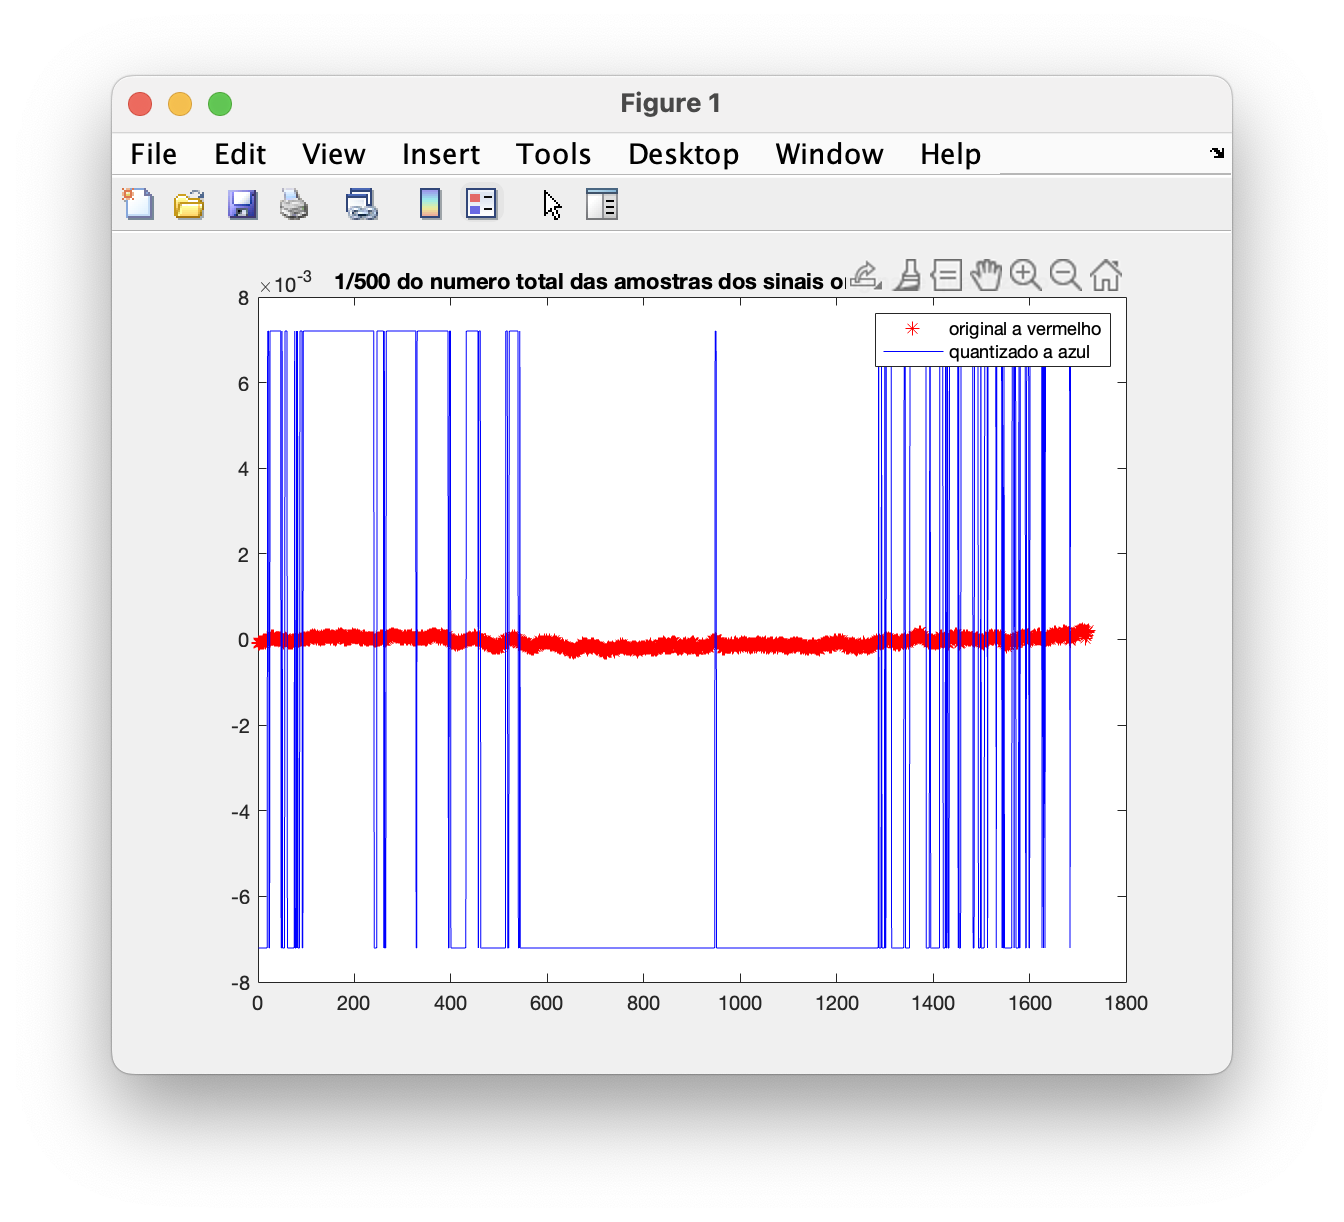 Figure 1
File Edit View Insert Tools Desktop Window Help
×10-3 1/500 do numero total das amostras dos sinais
original a vermelho
quantizado a azul
8
6
4
2
0
-2
-4
-6
-8
0 200 400 600 800 1000 1200 1400 1600 1800